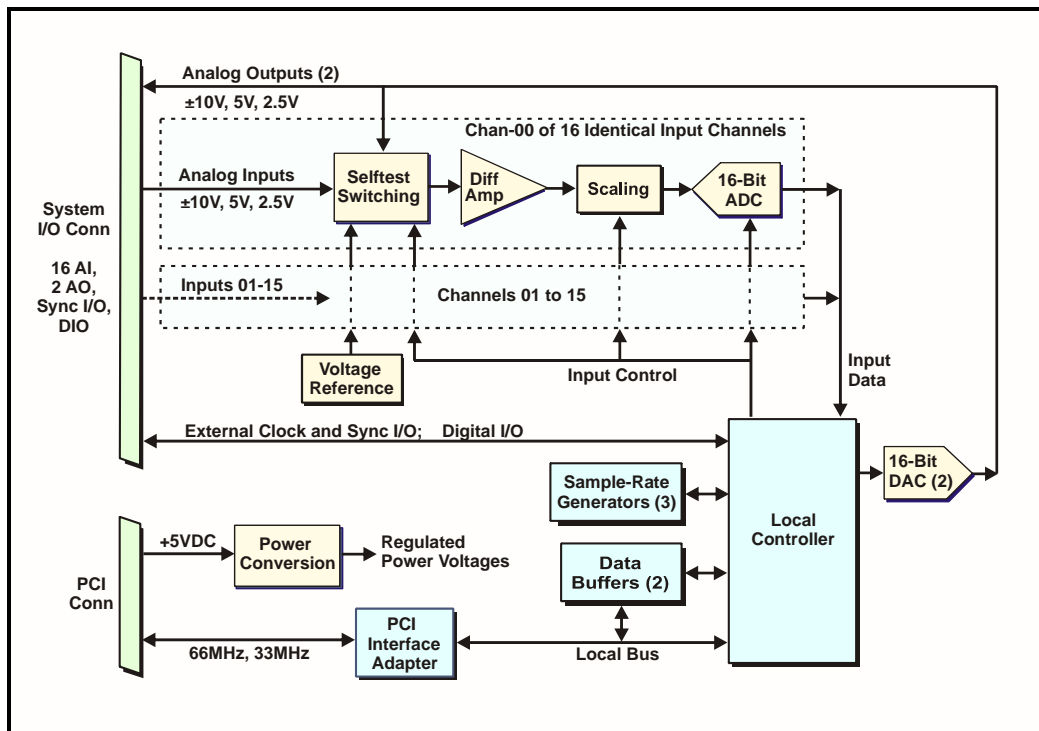 Analog Outputs (2)
±10V, 5V, 2.5V
Chan-00 of 16 Identical Input Channels
Analog Inputs
±10V, 5V, 2.5V
Selftest
Switching
Diff
Amp
Scaling
16-Bit
ADC
System
I/O Conn
16 AI,
2 AO,
Sync I/O,
DIO
Inputs 01-15
Channels 01 to 15
Voltage
Reference
Input Control
Input
Data
External Clock and Sync I/O; Digital I/O
Sample-Rate
Generators (3)
Local
Controller
16-Bit
DAC (2)
+5VDC
Power
Conversion
Regulated
Power Voltages
Data
Buffers (2)
PCI
Conn
66MHz, 33MHz
PCI
Interface
Adapter
Local Bus